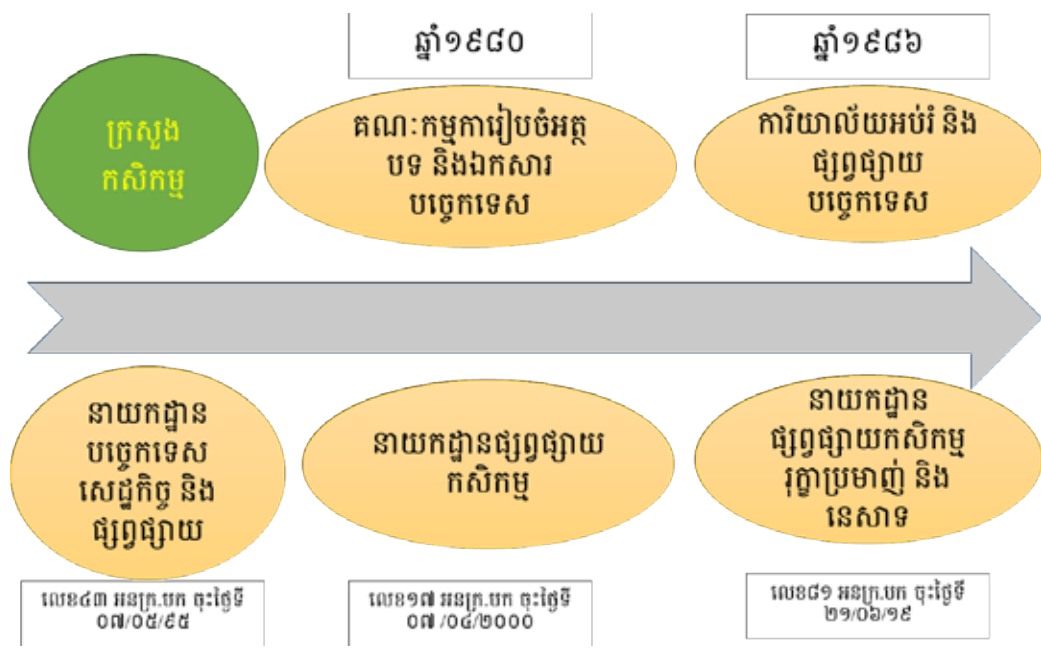 ឆ្នាំ១៩៨០
ឆ្នាំ១៩៨៦
ក្រសួង
កសិកម្ម
គណៈកម្មការៀបចំអត្ថ
បទ និងឯកសារ
បច្ចេកទេស
ការិយាល័យអប់រំ និង
ផ្សព្វផ្សាយ
បច្ចេកទេស
នាយកដ្ឋាន
បច្ចេកទេស
សេដ្ឋកិច្ច និង
ផ្សព្វផ្សាយ
នាយកដ្ឋានផ្សព្វផ្សាយ
កសិកម្ម
នាយកដ្ឋាន
ផ្សព្វផ្សាយកសិកម្ម
រុក្ខាប្រមាញ់ និង
នេសាទ
លេខ៤៣ អនក្រ.បក ចុះថ្ងៃទី
០៧/០៥/៩៥
លេខ១៧ អនក្រ.បក ចុះថ្ងៃទី
០៧ /០៤/២០០០
លេខ៨១ អនក្រ.បក ចុះថ្ងៃទី
២១/០៦/១៩